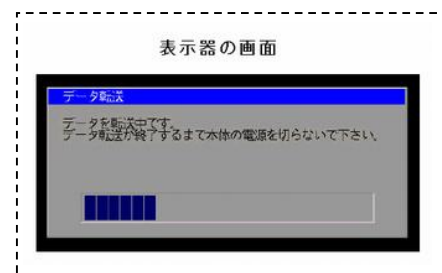 表示器の画面
データ転送
データを転送中です。
データ転送が終了するまで本体の電源を切らないで下さい。